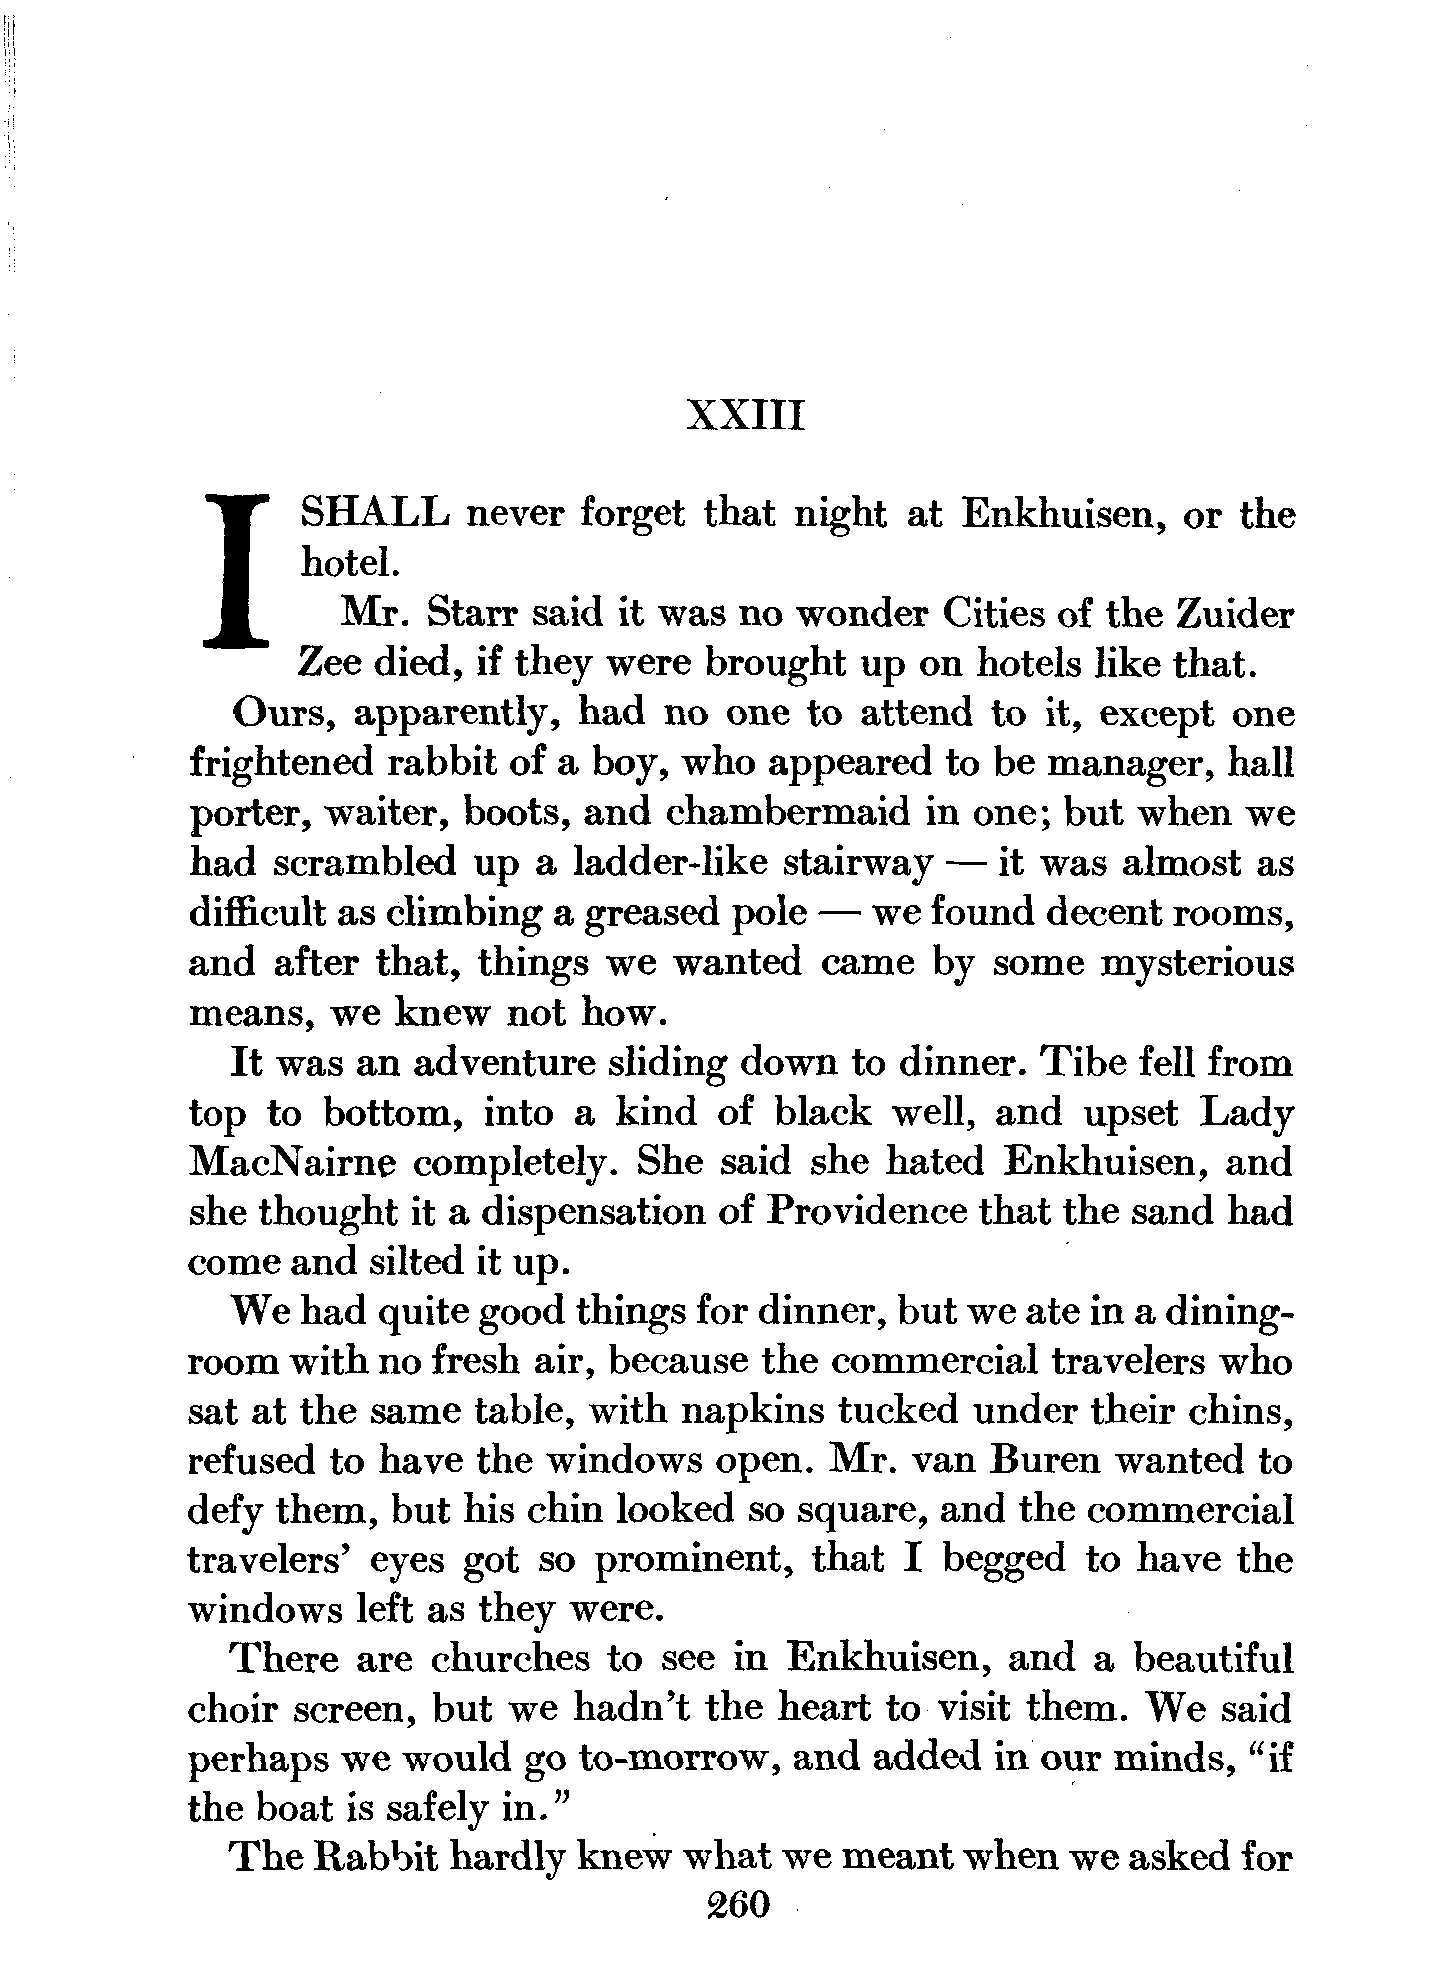 XXIII
I SHALL never forget that night at Enkhuisen, or the
hotel.
Mr. Starr said it was no wonder Cities of the Zuider
Zee died, if they were brought up on hotels like that.
Ours, apparently, had no one to attend to it, except one
frightened rabbit of a boy, who appeared to be manager, hall
porter, waiter, boots, and chambermaid in one; but when we
had scrambled up a ladder-like stairway — it was almost as
difficult as climbing a greased pole — we found decent rooms,
and after that, things we wanted came by some mysterious
means, we knew not how.
It was an adventure sliding down to dinner. Tibe fell from
top to bottom, into a kind of black well, and upset Lady
MacNairne completely. She said she hated Enkhuisen, and
she thought it a dispensation of Providence that the sand had
come and silted it up.
We had quite good things for dinner, but we ate in a dining-
room with no fresh air, because the commercial travelers who
sat at the same table, with napkins tucked under their chins,
refused to have the windows open. Mr. van Buren wanted to
defy them, but his chin looked so square, and the commercial
travelers' eyes got so prominent, that I begged to have the
windows left as they were.
There are churches to see in Enkhuisen, and a beautiful
choir screen, but we hadn't the heart to visit them. We said
perhaps we would go to-morrow, and added in our minds, "if
the boat is safely in."
The Rabbit hardly knew what we meant when we asked for
260